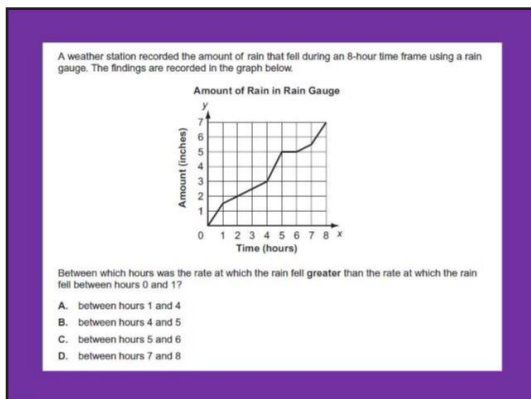 A weather station recorded the amount of rain that fell during an 8-hour time frame using a rain
gauge. The findings are recorded in the graph below.
Amount of Rain in Rain Gauge
y
7
6
5
4
3
2
1
Amount (inches)
0 1 2 3 4 5 6 7 8 x
Time (hours)
Between which hours was the rate at which the rain fell greater than the rate at which the rain
fell between hours 0 and 1?
A. between hours 1 and 4
B. between hours 4 and 5
C. between hours 5 and 6
D. between hours 7 and 8